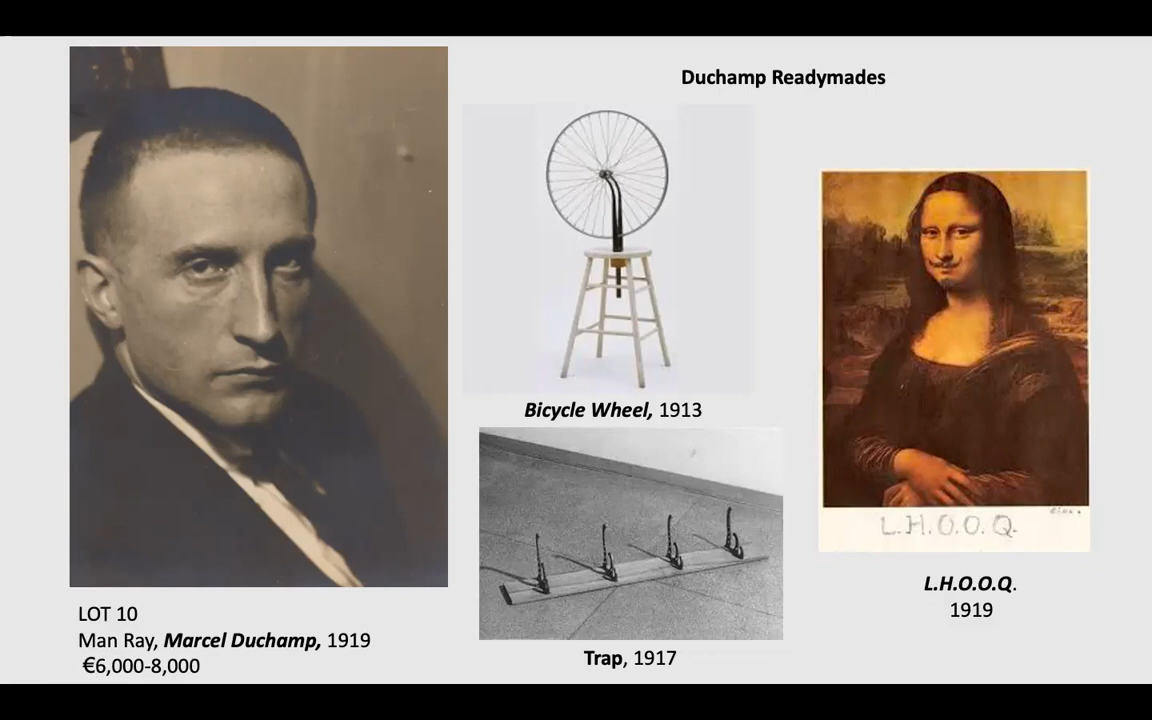 Duchamp Readymades
LOT 10
Man Ray, Marcel Duchamp, 1919
€6,000-8,000
Bicycle Wheel, 1913
Trap, 1917
L.H.O.O.Q.
L.H.O.O.Q.
1919